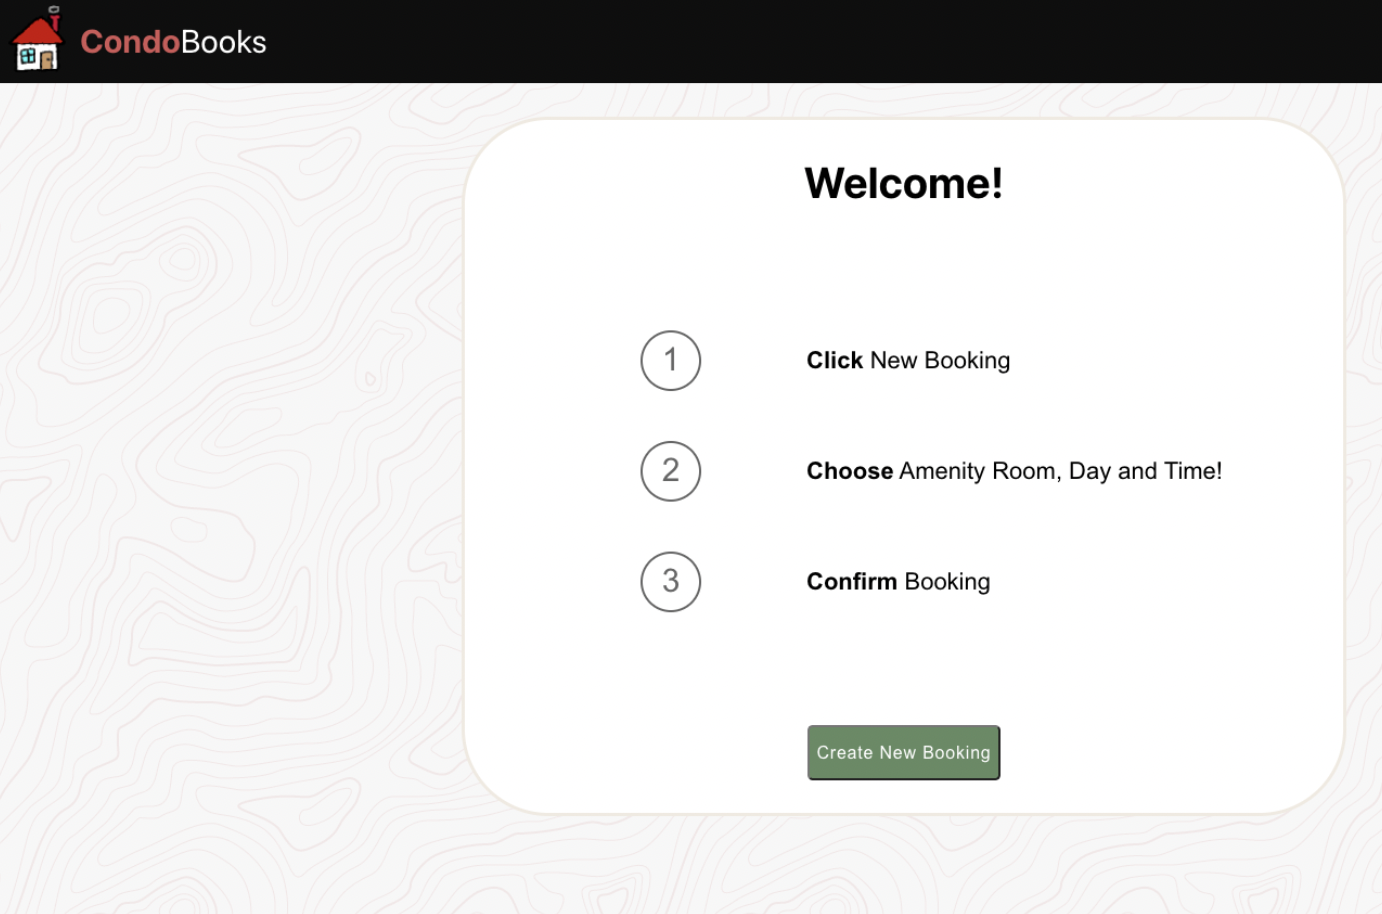 CondoBooks
Welcome!
1 Click New Booking
2 Choose Amenity Room, Day and Time!
3 Confirm Booking
Create New Booking